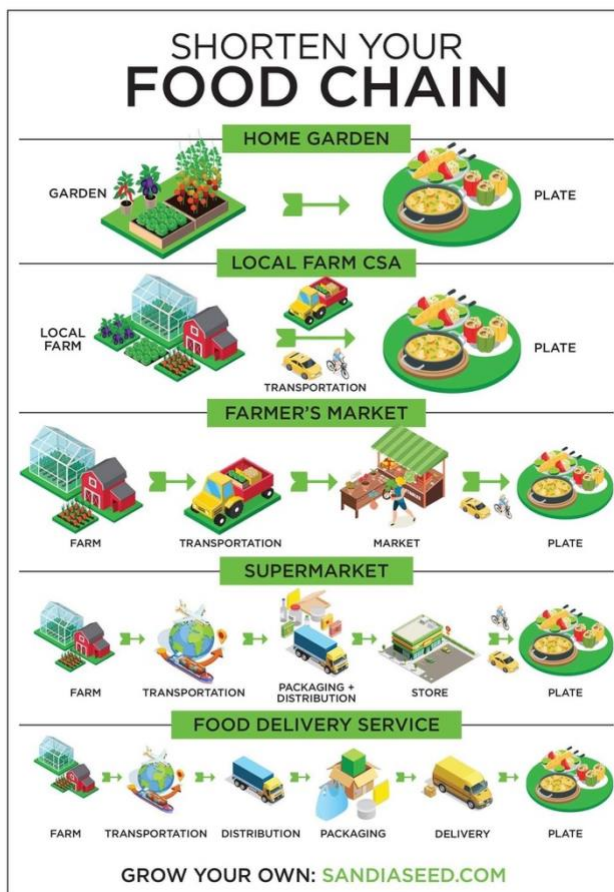 SHORTEN YOUR
FOOD CHAIN
HOME GARDEN
GARDEN
PLATE
LOCAL FARM CSA
LOCAL
FARM
TRANSPORTATION
PLATE
FARMER'S MARKET
FARM
TRANSPORTATION
MARKET
PLATE
SUPERMARKET
FARM
TRANSPORTATION
PACKAGING +
DISTRIBUTION
STORE
PLATE
FOOD DELIVERY SERVICE
FARM
TRANSPORTATION
DISTRIBUTION
PACKAGING
DELIVERY
PLATE
GROW YOUR OWN: SANDIASEED.COM